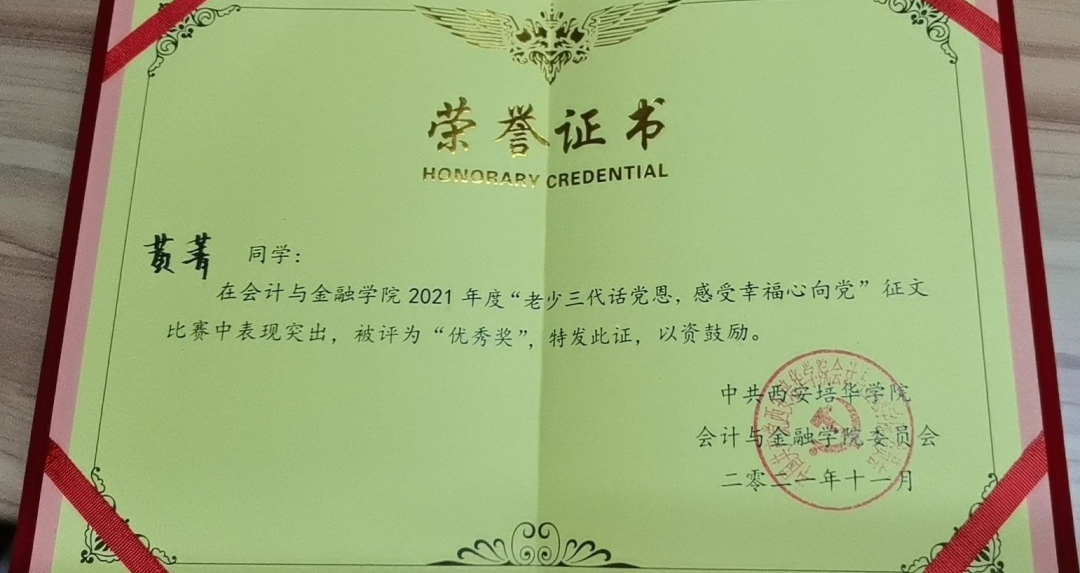 荣誉证书
HONORARY CREDENTIAL
黄菁 同学：
在会计与金融学院 2021 年度“老少三代话党恩，感受幸福心向党”征文
比赛中表现突出，被评为“优秀奖”，特发此证，以资鼓励。
中共西安培华学院
会计与金融学院委员会
二零二一年十一月